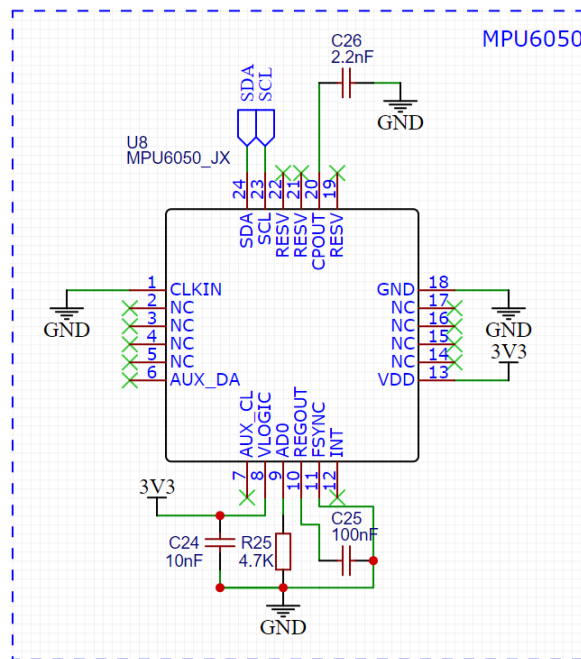 MPU6050
C26
2.2nF
GND
SDA
SCL
U8
MPU6050_JX
24
23
22
21
20
19
SDA
SCL
RESV
RESV
CPOUT
RESV
1 CLKIN
2 NC
3 NC
4 NC
5 NC
6 AUX_DA
GND
GND 18
NC 17
NC 16
NC 15
NC 14
VDD 13
GND
3V3
AUX_CL
VLOGIC
AD0
REGOUT
FSYNC
INT
7
8
9
10
11
12
3V3
C24
10nF
R25
4.7K
C25
100nF
GND